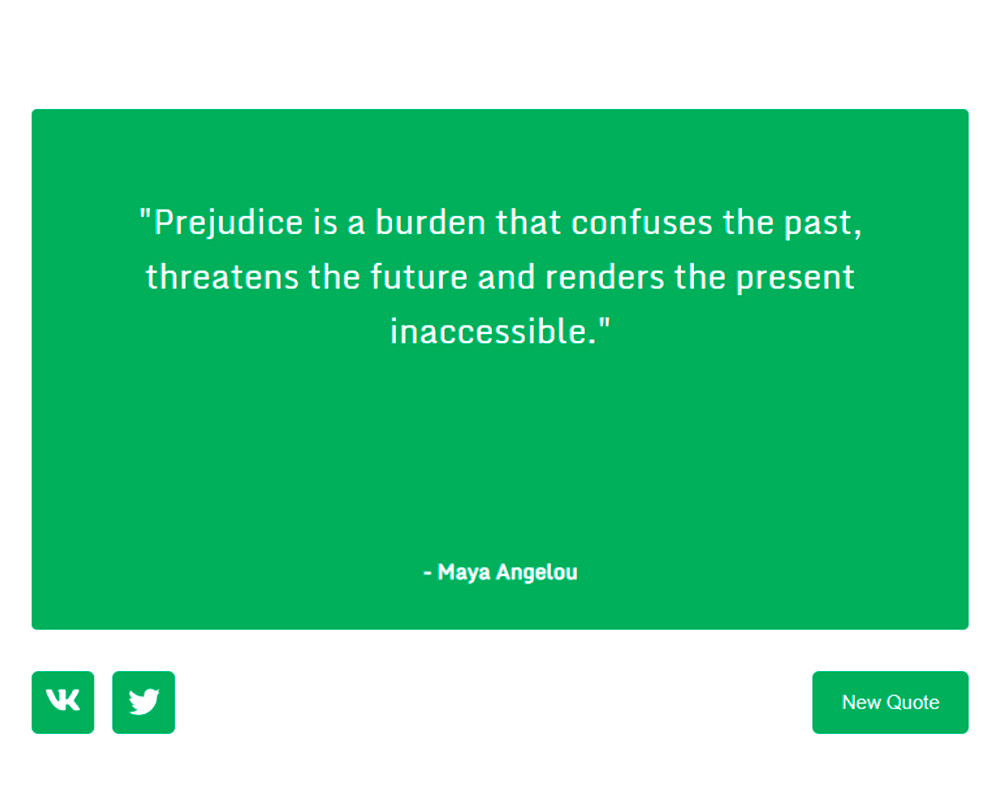 "Prejudice is a burden that confuses the past,
threatens the future and renders the present
inaccessible."
- Maya Angelou
New Quote